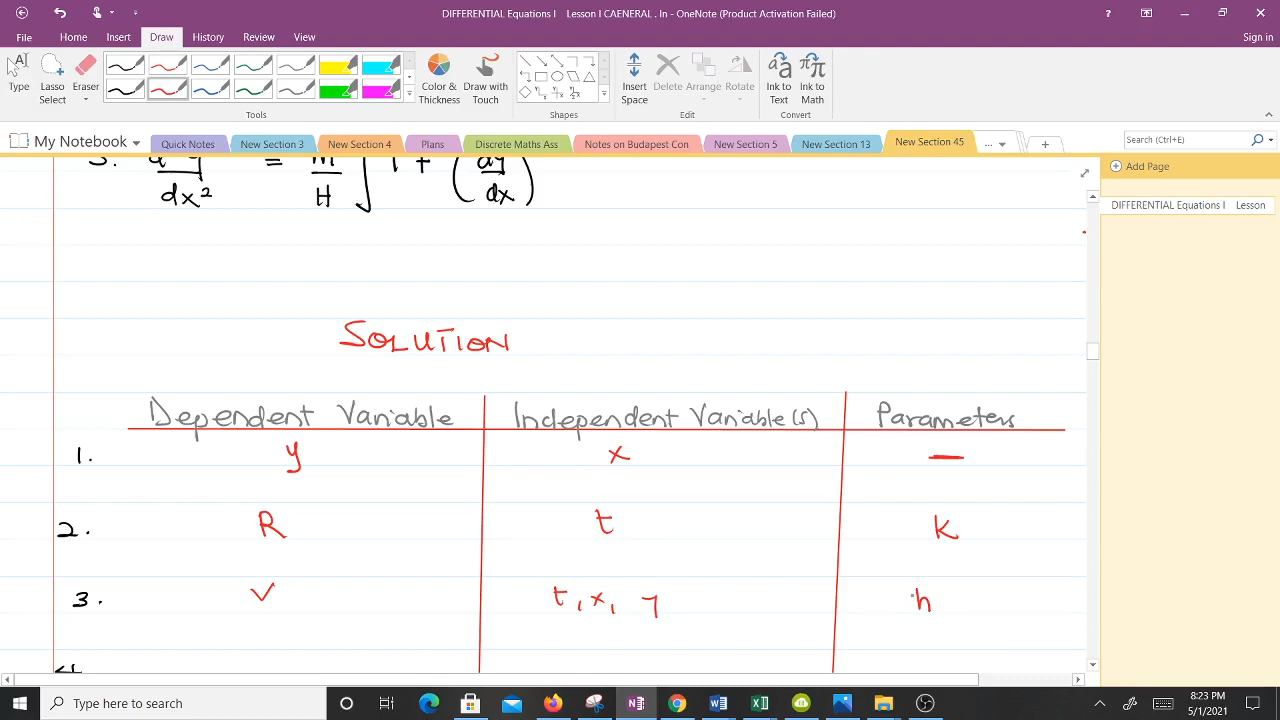 DIFFERENTIAL Equations I Lesson I CAENERAL . In - OneNote (Product Activation Failed)
?
File Home Insert Draw History Review View Sign in
Type Lasso Select Eraser Color & Thickness Draw with Touch Insert Space Delete Arrange Rotate Ink to Text Ink to Math
Tools Shapes Edit Convert
My Notebook Quick Notes New Section 3 New Section 4 Plans Discrete Maths Ass Notes on Budapest Con New Section 5 New Section 13 New Section 45 ... + Search (Ctrl+E)
Add Page
DIFFERENTIAL Equations I Lesson
= m/H √ 1 + (dy/dx)
dx²
SOLUTION
Dependent Variable Independent Variable(s) Parameters
1. y x —
2. R t K
3. V t, x, y h
4
Type here to search
8:23 PM
5/1/2021